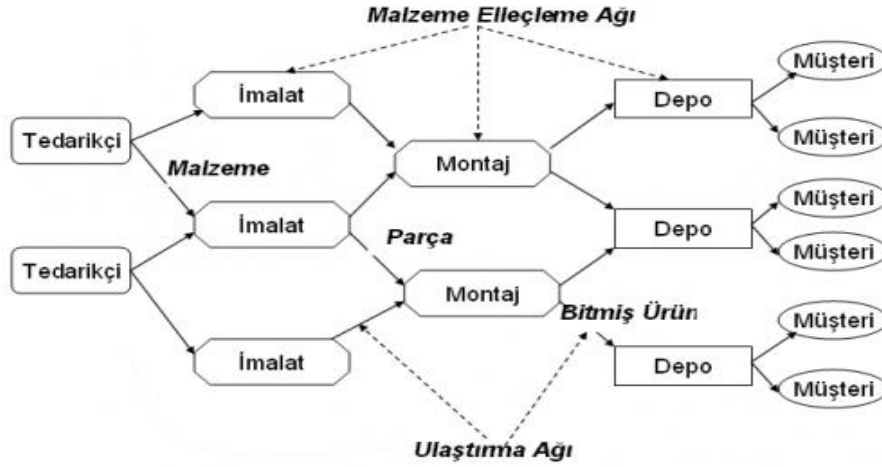 Malzeme Elleçleme Ağı
Müşteri
İmalat
Depo
Tedarikçi
Müşteri
Montaj
Malzeme
Müşteri
İmalat
Depo
Parça
Müşteri
Tedarikçi
Montaj
Bitmiş Ürün
Müşteri
İmalat
Depo
Müşteri
Ulaştırma Ağı